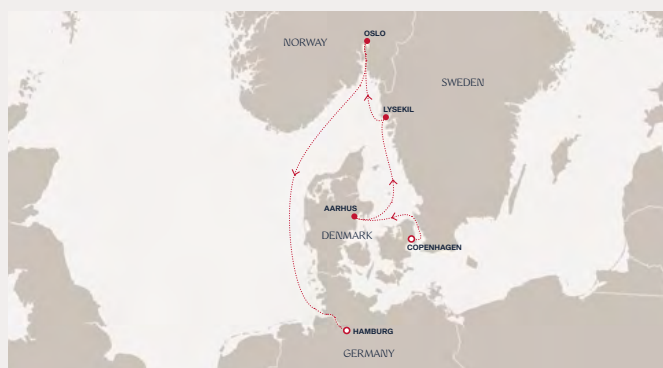 OSLO
NORWAY
SWEDEN
LYSEKIL
AARHUS
DENMARK
COPENHAGEN
HAMBURG
GERMANY